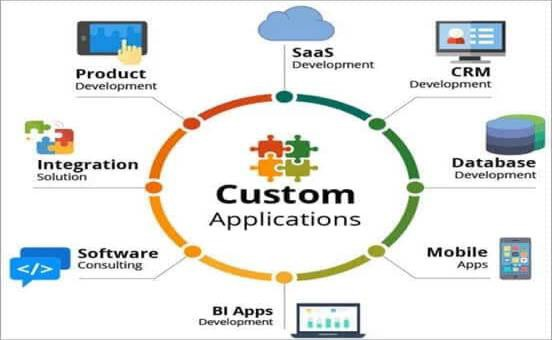 SaaS
Development
Product
Development
CRM
Development
Integration
Solution
Database
Development
Custom
Applications
Software
Consulting
</>
Mobile
Apps
BI Apps
Development